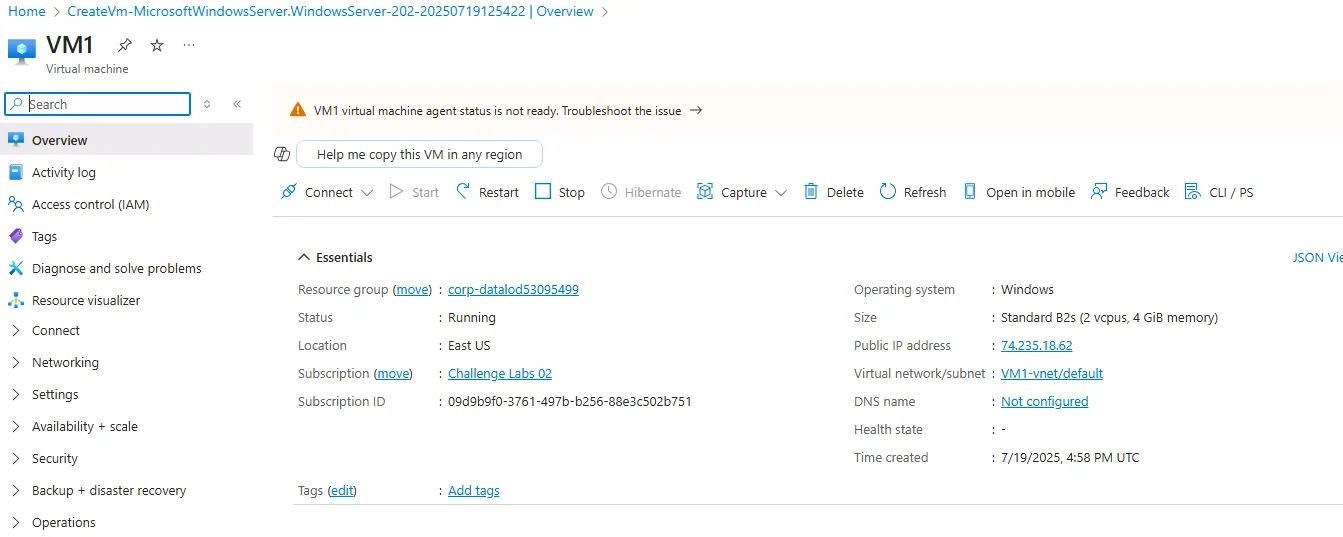 Home > CreateVm-MicrosoftWindowsServer.WindowsServer-202-20250719125422 | Overview >
VM1
Virtual machine
Search
VM1 virtual machine agent status is not ready. Troubleshoot the issue →
Help me copy this VM in any region
Connect Start Restart Stop Hibernate Capture Delete Refresh Open in mobile Feedback CLI / PS
Overview
Activity log
Access control (IAM)
Tags
Diagnose and solve problems
Resource visualizer
Connect
Networking
Settings
Availability + scale
Security
Backup + disaster recovery
Operations
Essentials
JSON Vie
Resource group (move) : corp-datalod53095499
Status : Running
Location : East US
Subscription (move) : Challenge Labs 02
Subscription ID : 09d9b9f0-3761-497b-b256-88e3c502b751
Operating system : Windows
Size : Standard B2s (2 vcpus, 4 GiB memory)
Public IP address : 74.235.18.62
Virtual network/subnet : VM1-vnet/default
DNS name : Not configured
Health state : -
Time created : 7/19/2025, 4:58 PM UTC
Tags (edit) : Add tags